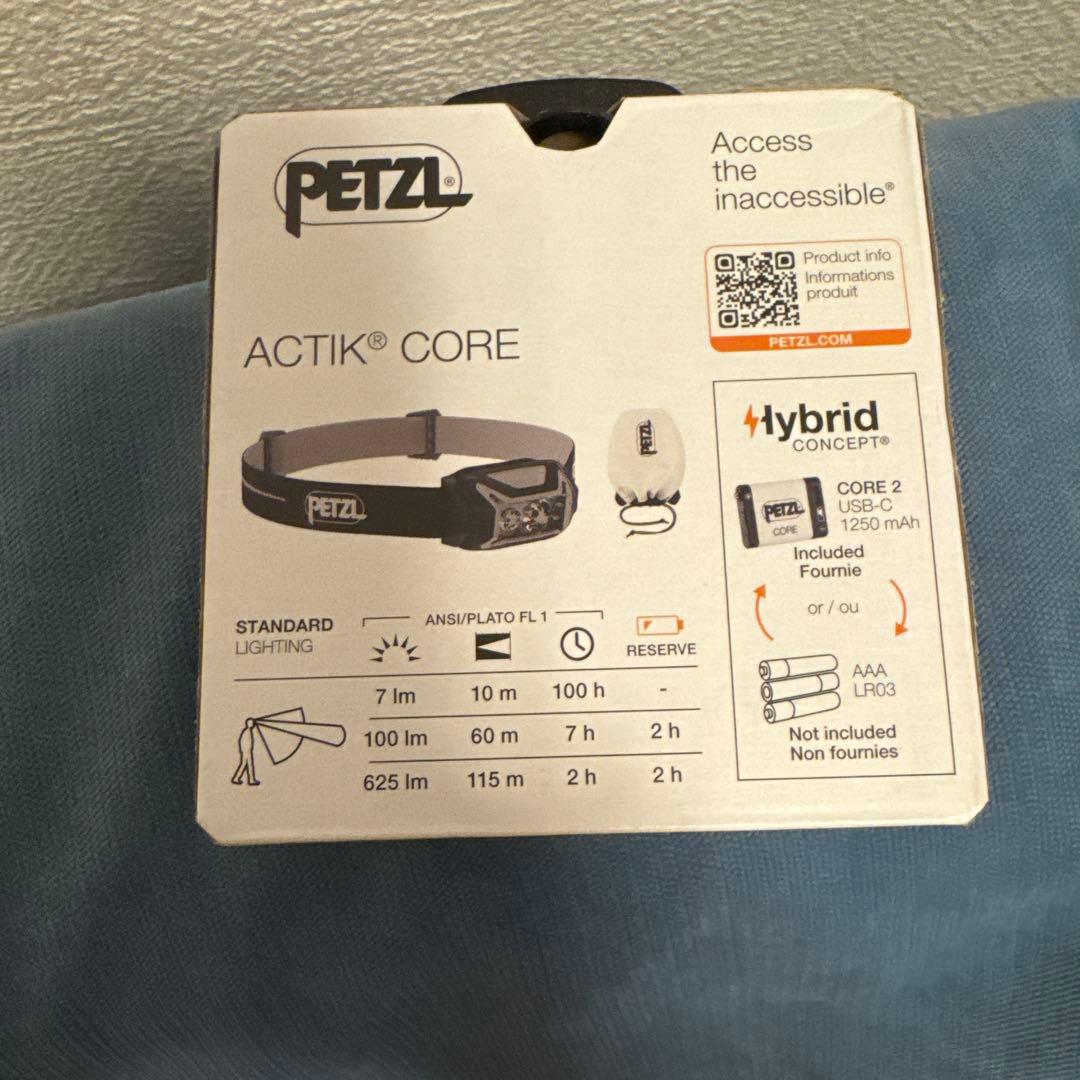 PETZL®
Access
the
inaccessible®
Product info
Informations
produit
PETZL.COM
ACTIK® CORE
PETZL
PETZL
Hybrid
CONCEPT®
PETZL
CORE
CORE 2
USB-C
1250 mAh
Included
Fournie
or / ou
AAA
LR03
Not included
Non fournies
STANDARD
LIGHTING
ANSI/PLATO FL 1
RESERVE
7 lm 10 m 100 h -
100 lm 60 m 7 h 2 h
625 lm 115 m 2 h 2 h